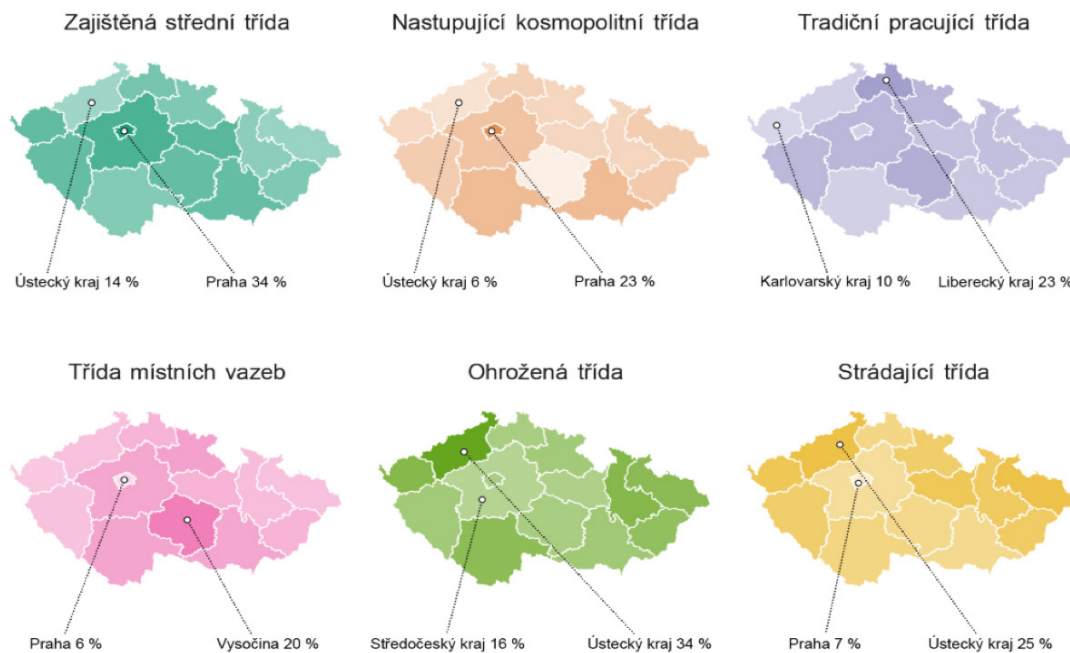 Zajištěná střední třída
Nastupující kosmopolitní třída
Tradiční pracující třída
Ústecký kraj 14 %
Praha 34 %
Ústecký kraj 6 %
Praha 23 %
Karlovarský kraj 10 %
Liberecký kraj 23 %
Třída místních vazeb
Ohrožená třída
Strádající třída
Praha 6 %
Vysočina 20 %
Středočeský kraj 16 %
Ústecký kraj 34 %
Praha 7 %
Ústecký kraj 25 %